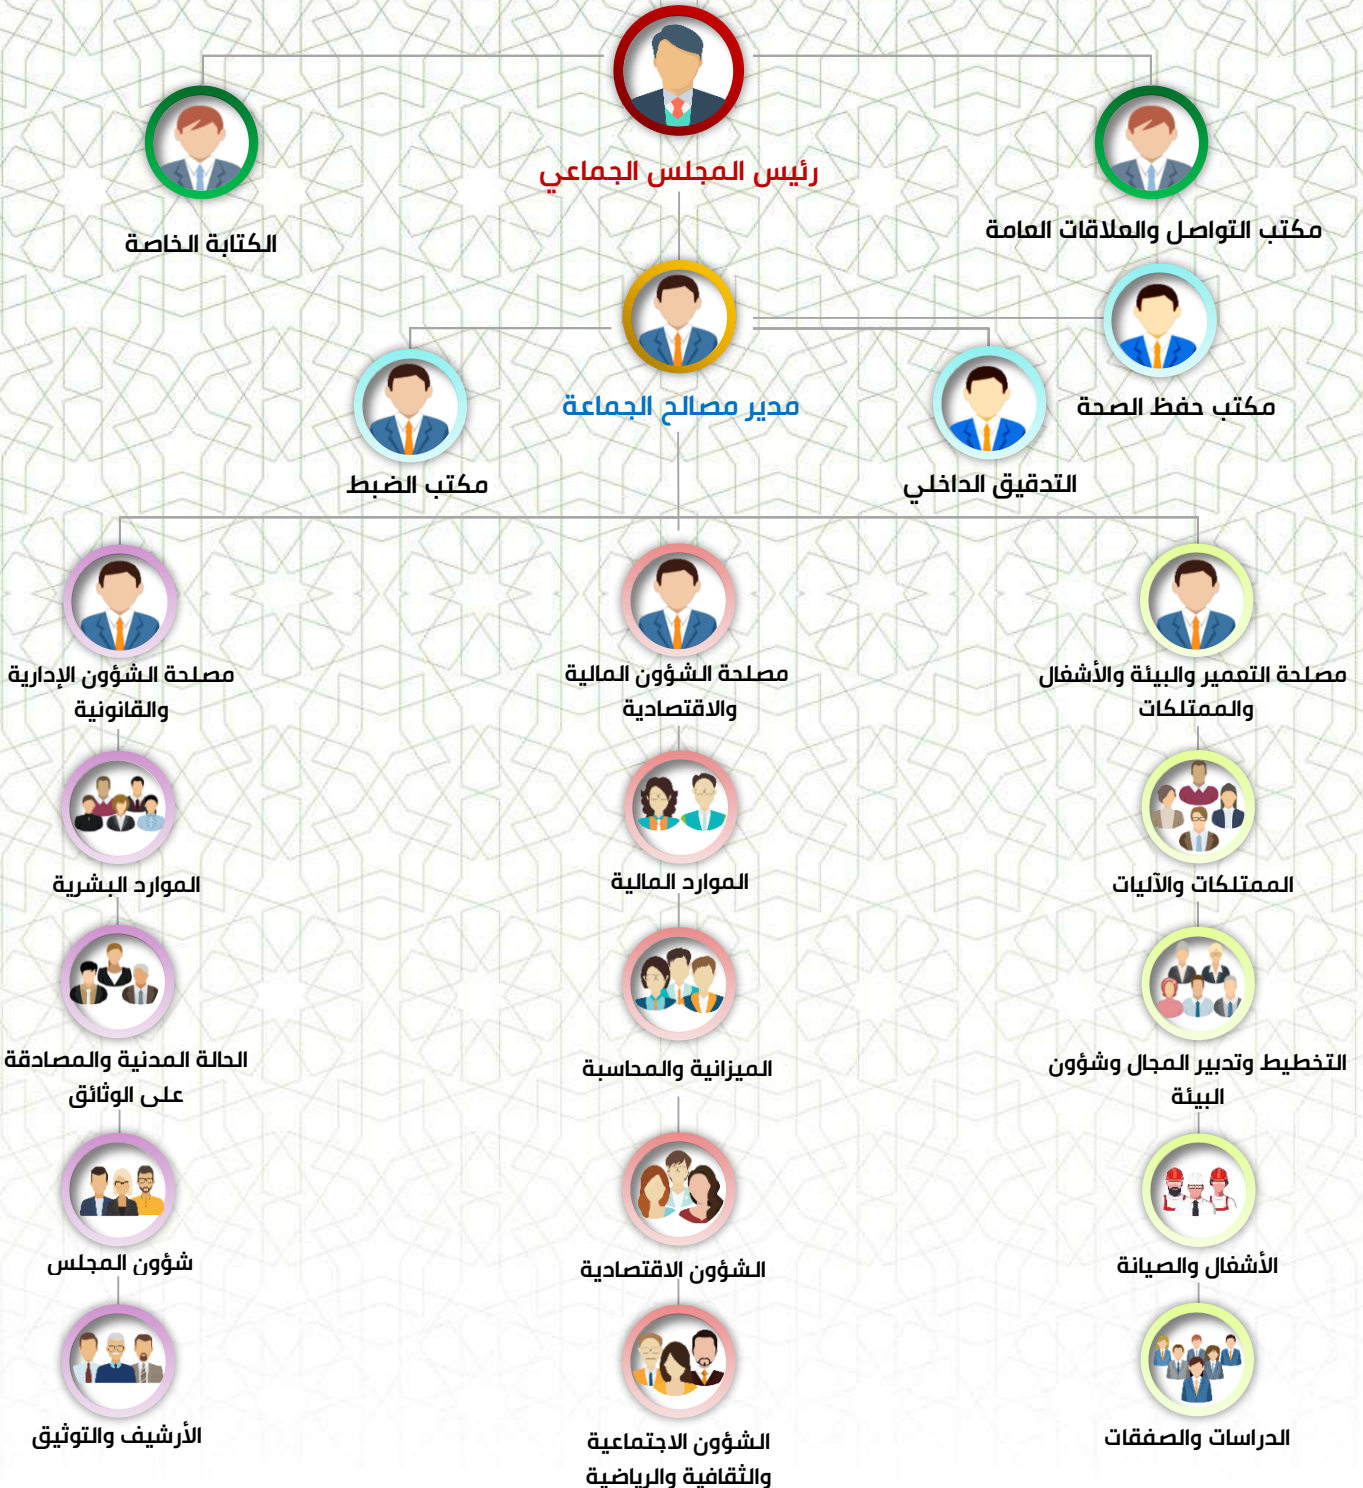 رئيس المجلس الجماعي
مكتب التواصل والعلاقات العامة
الكتابة الخاصة
مدير مصالح الجماعة
مكتب حفظ الصحة
التدقيق الداخلي
مكتب الضبط
مصلحة التعمير والبيئة والأشغال
والممتلكات
الممتلكات والآليات
التخطيط وتدبير المجال وشؤون
البيئة
الأشغال والصيانة
الدراسات والصفقات
مصلحة الشؤون المالية
والاقتصادية
الموارد المالية
الميزانية والمحاسبة
الشؤون الاقتصادية
الشؤون الاجتماعية
والثقافية والرياضية
مصلحة الشؤون الإدارية
والقانونية
الموارد البشرية
الحالة المدنية والمصادقة
على الوثائق
شؤون المجلس
الأرشيف والتوثيق